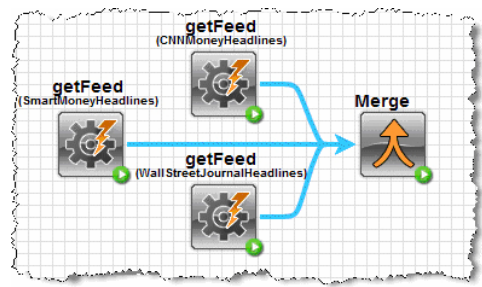 getFeed
(CNNMoneyHeadlines)
getFeed
(SmartMoneyHeadlines)
Merge
getFeed
(WallStreetJournalHeadlines)